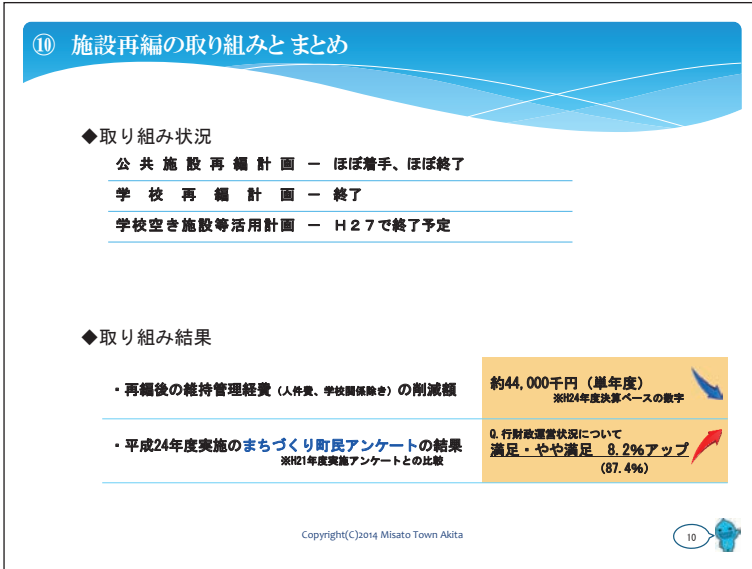 ⑩ 施設再編の取り組みとまとめ
◆取り組み状況
公共施設再編計画 － ほぼ着手、ほぼ終了
学校再編計画 － 終了
学校空き施設等活用計画 － H27で終了予定
◆取り組み結果
・再編後の維持管理経費（人件費、学校関係除き）の削減額
約44,000千円（単年度）
※H24年度決算ベースの数字
・平成24年度実施のまちづくり町民アンケートの結果
※H21年度実施アンケートとの比較
Q.行財政運営状況について
満足・やや満足 8.2%アップ
(87.4%)
Copyright(C)2014 Misato Town Akita
10